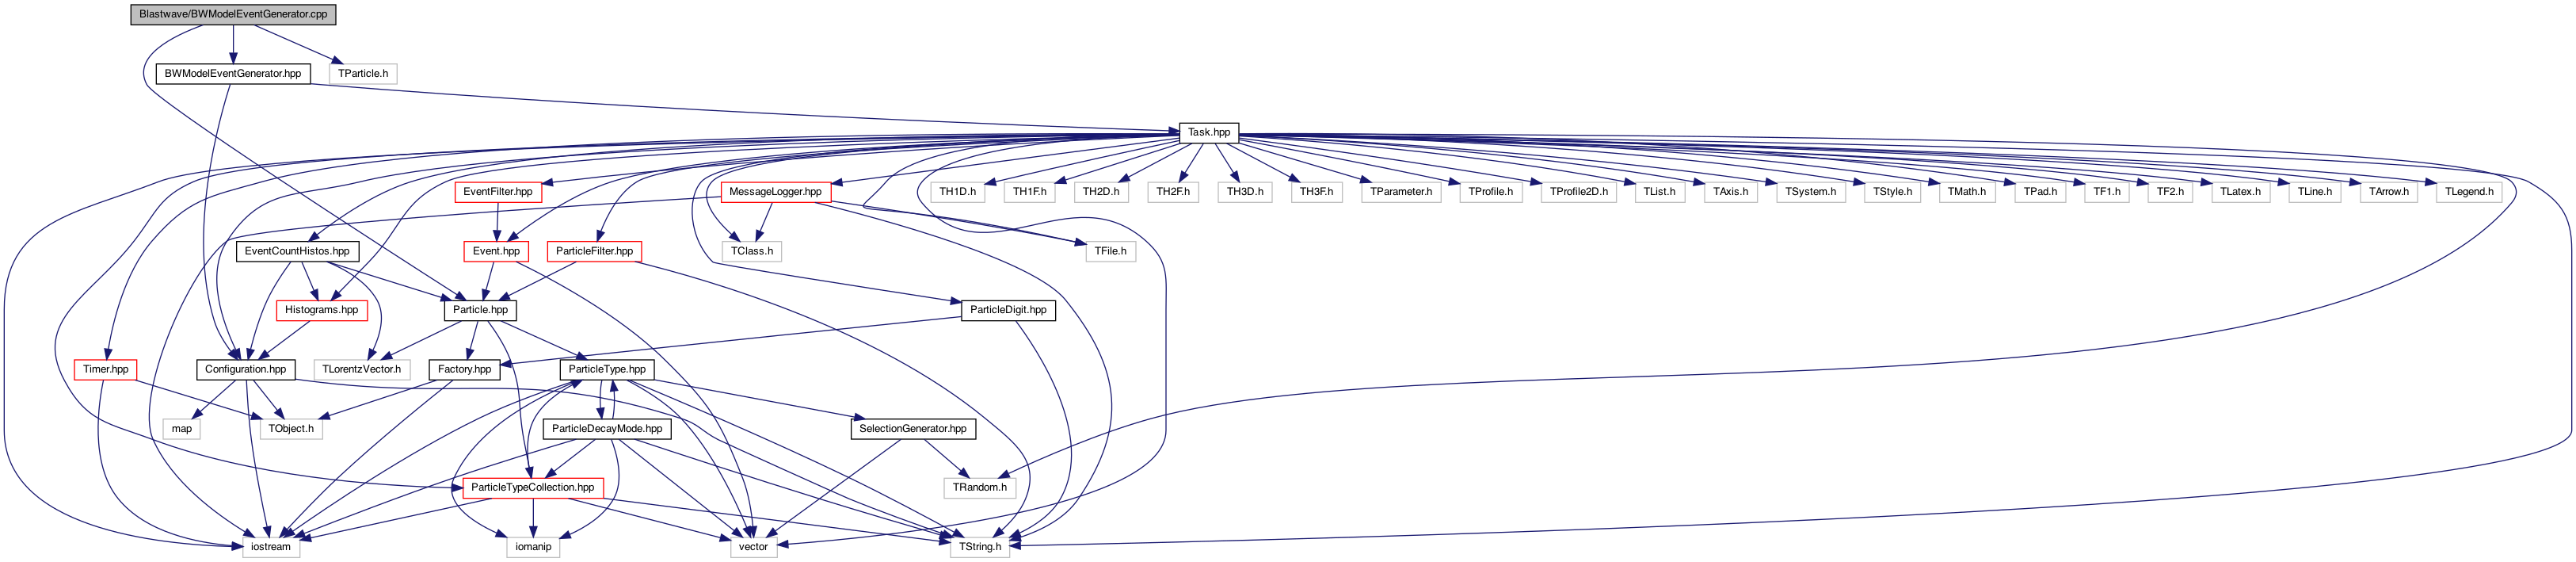 Blastwave/BWModelEventGenerator.cpp
BWModelEventGenerator.hpp
TParticle.h
Task.hpp
EventFilter.hpp
MessageLogger.hpp
TH1D.h
TH1F.h
TH2D.h
TH2F.h
TH3D.h
TH3F.h
TParameter.h
TProfile.h
TProfile2D.h
TList.h
TAxis.h
TSystem.h
TStyle.h
TMath.h
TPad.h
TF1.h
TF2.h
TLatex.h
TLine.h
TArrow.h
TLegend.h
EventCountHistos.hpp
Event.hpp
ParticleFilter.hpp
TClass.h
TFile.h
Histograms.hpp
Particle.hpp
ParticleDigit.hpp
Timer.hpp
Configuration.hpp
TLorentzVector.h
Factory.hpp
ParticleType.hpp
map
TObject.h
ParticleDecayMode.hpp
SelectionGenerator.hpp
ParticleTypeCollection.hpp
TRandom.h
iostream
iomanip
vector
TString.h